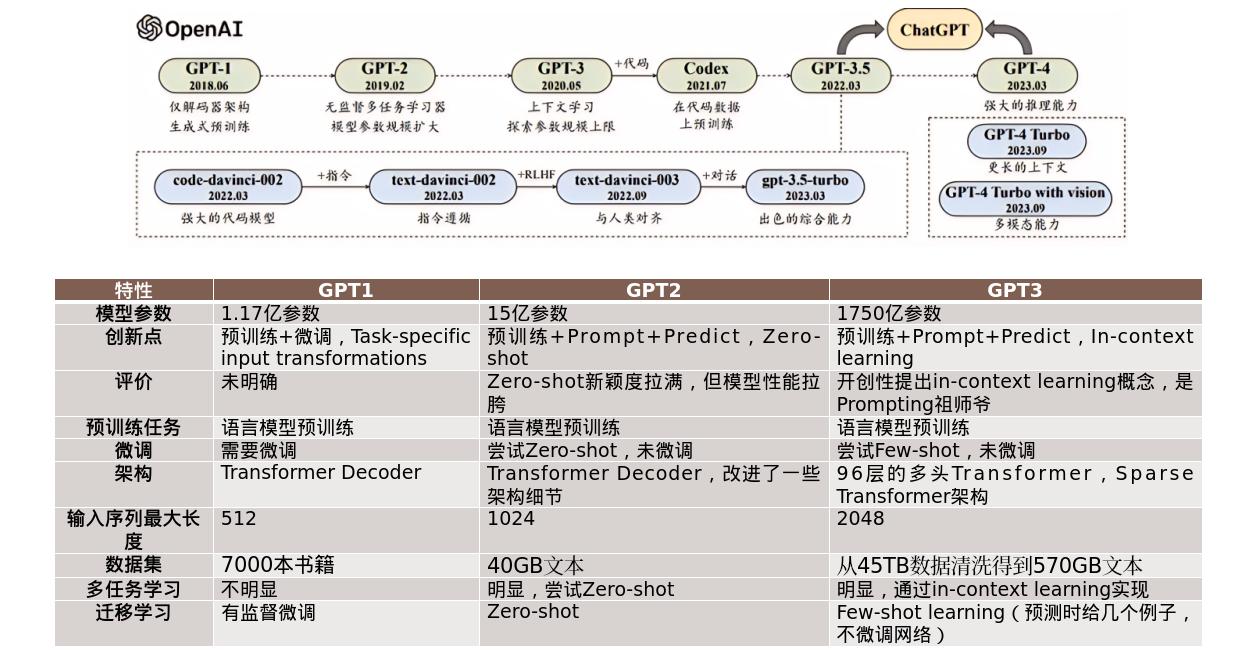 OpenAI
ChatGPT
GPT-1
2018.06
GPT-2
2019.02
GPT-3
2020.05
+代码
Codex
2021.07
GPT-3.5
2022.03
GPT-4
2023.03
仅解码器架构
生成式预训练
无监督多任务学习器
模型参数规模扩大
上下文学习
探索参数规模上限
在代码数据
上预训练
强大的推理能力
GPT-4 Turbo
2023.09
更长的上下文
GPT-4 Turbo with vision
2023.09
多模态能力
code-davinci-002
2022.03
+指令
text-davinci-002
2022.03
+RLHF
text-davinci-003
2022.09
+对话
gpt-3.5-turbo
2023.03
强大的代码模型
指令遵循
与人类对齐
出色的综合能力
特性 GPT1 GPT2 GPT3
模型参数 1.17亿参数 15亿参数 1750亿参数
创新点 预训练+微调，Task-specific 预训练+Prompt+Predict，Zero- 预训练+Prompt+Predict，In-context
input transformations shot learning
评价 未明确 Zero-shot新颖度拉满，但模型性能拉 开创性提出in-context learning概念，是
胯 Prompting祖师爷
预训练任务 语言模型预训练 语言模型预训练 语言模型预训练
微调 需要微调 尝试Zero-shot，未微调 尝试Few-shot，未微调
架构 Transformer Decoder Transformer Decoder，改进了一些 96层的多头Transformer，Sparse
架构细节 Transformer架构
输入序列最大长 512 1024 2048
度
数据集 7000本书籍 40GB文本 从45TB数据清洗得到570GB文本
多任务学习 不明显 明显，尝试Zero-shot 明显，通过in-context learning实现
迁移学习 有监督微调 Zero-shot Few-shot learning（预测时给几个例子，
不微调网络）